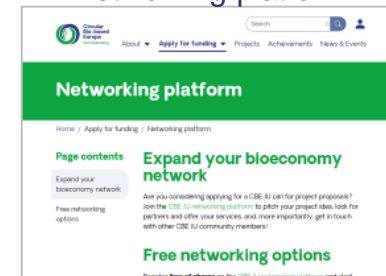 Circular
Bio-based
Europe
Search
About
Apply for funding
Projects
Achievements
News & Events
Networking platform
Home / Apply for funding / Networking platform
Page contents
Expand your
bioeconomy network
Free networking
options
Expand your bioeconomy
network
Are you considering applying for a CBE JU call for project proposals?
Join the CBE JU networking platform to pitch your project idea, look for
partners and offer your services, and, more importantly, get in touch
with other CBE JU community members!
Free networking options